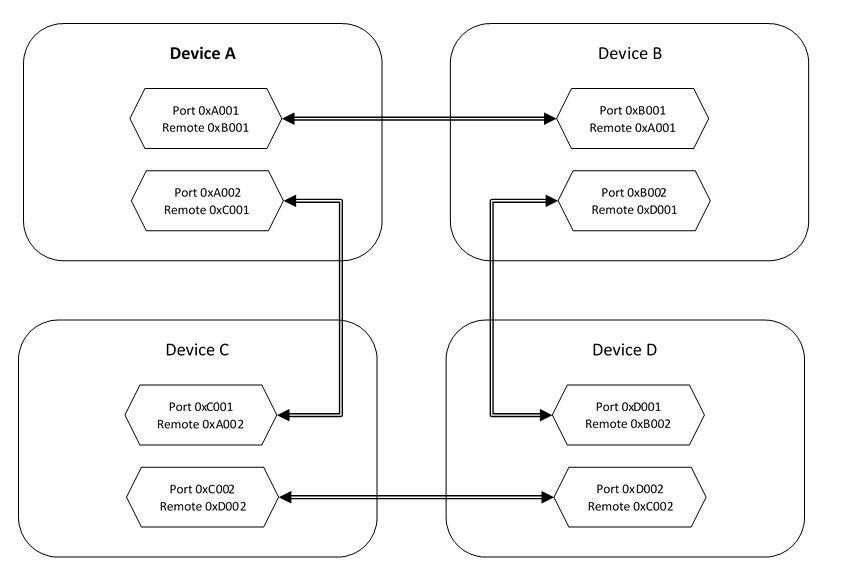 Device A
Port 0xA001
Remote 0xB001
Port 0xA002
Remote 0xC001
Device B
Port 0xB001
Remote 0xA001
Port 0xB002
Remote 0xD001
Device C
Port 0xC001
Remote 0xA002
Port 0xC002
Remote 0xD002
Device D
Port 0xD001
Remote 0xB002
Port 0xD002
Remote 0xC002